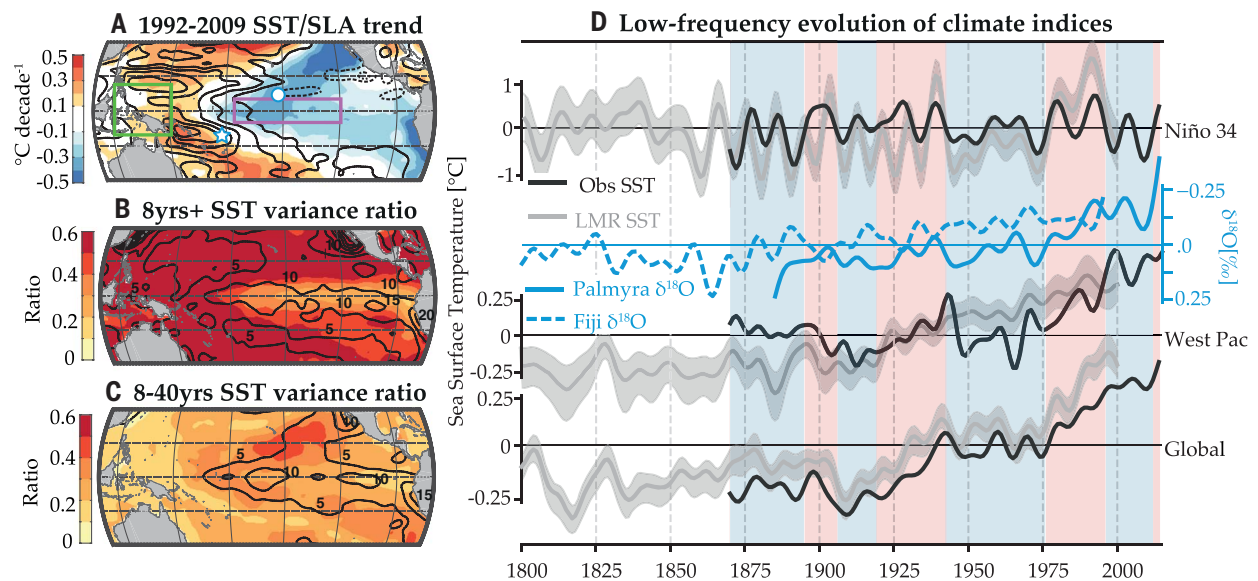 A 1992-2009 SST/SLA trend
°C decade⁻¹
0.5
0.3
0.1
-0.1
-0.3
-0.5
B 8yrs+ SST variance ratio
Ratio
0.6
0.4
0.2
0
5
10
10
5
10
15
20
5
C 8-40yrs SST variance ratio
Ratio
0.6
0.4
0.2
0
10
5
5
10
10
5
15
D Low-frequency evolution of climate indices
Sea Surface Temperature [°C]
1
0
-1
Niño 34
Obs SST
LMR SST
Palmyra δ¹⁸O
Fiji δ¹⁸O
−0.25
.0
0.25
δ¹⁸O[‰]
0.25
0
-0.25
West Pac
0.25
0
-0.25
Global
1800 1825 1850 1875 1900 1925 1950 1975 2000